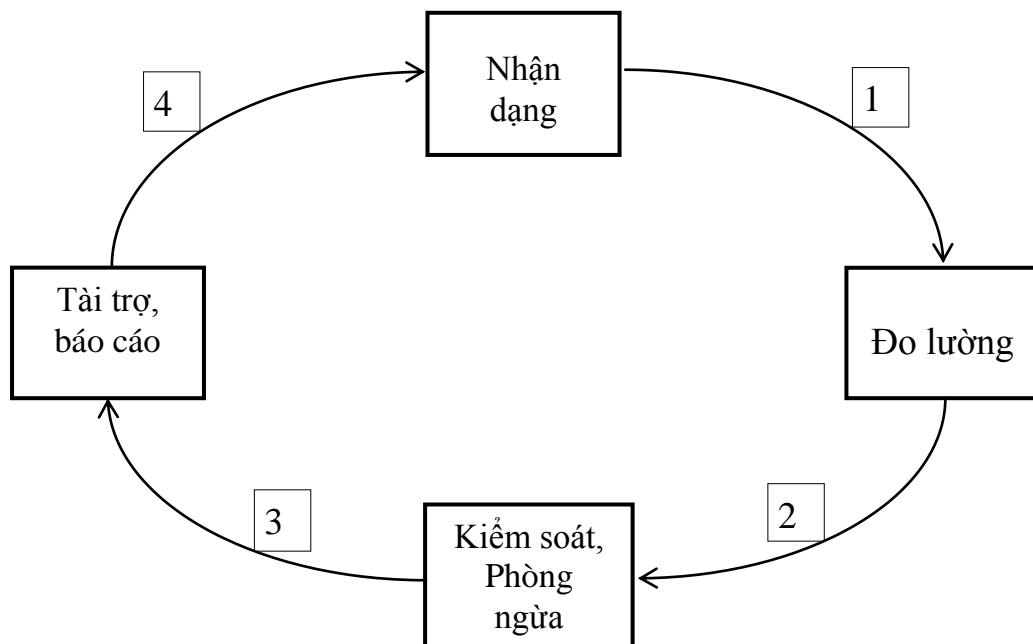 Nhận
dạng
4
1
Tài trợ,
báo cáo
Đo lường
3
2
Kiểm soát,
Phòng
ngừa